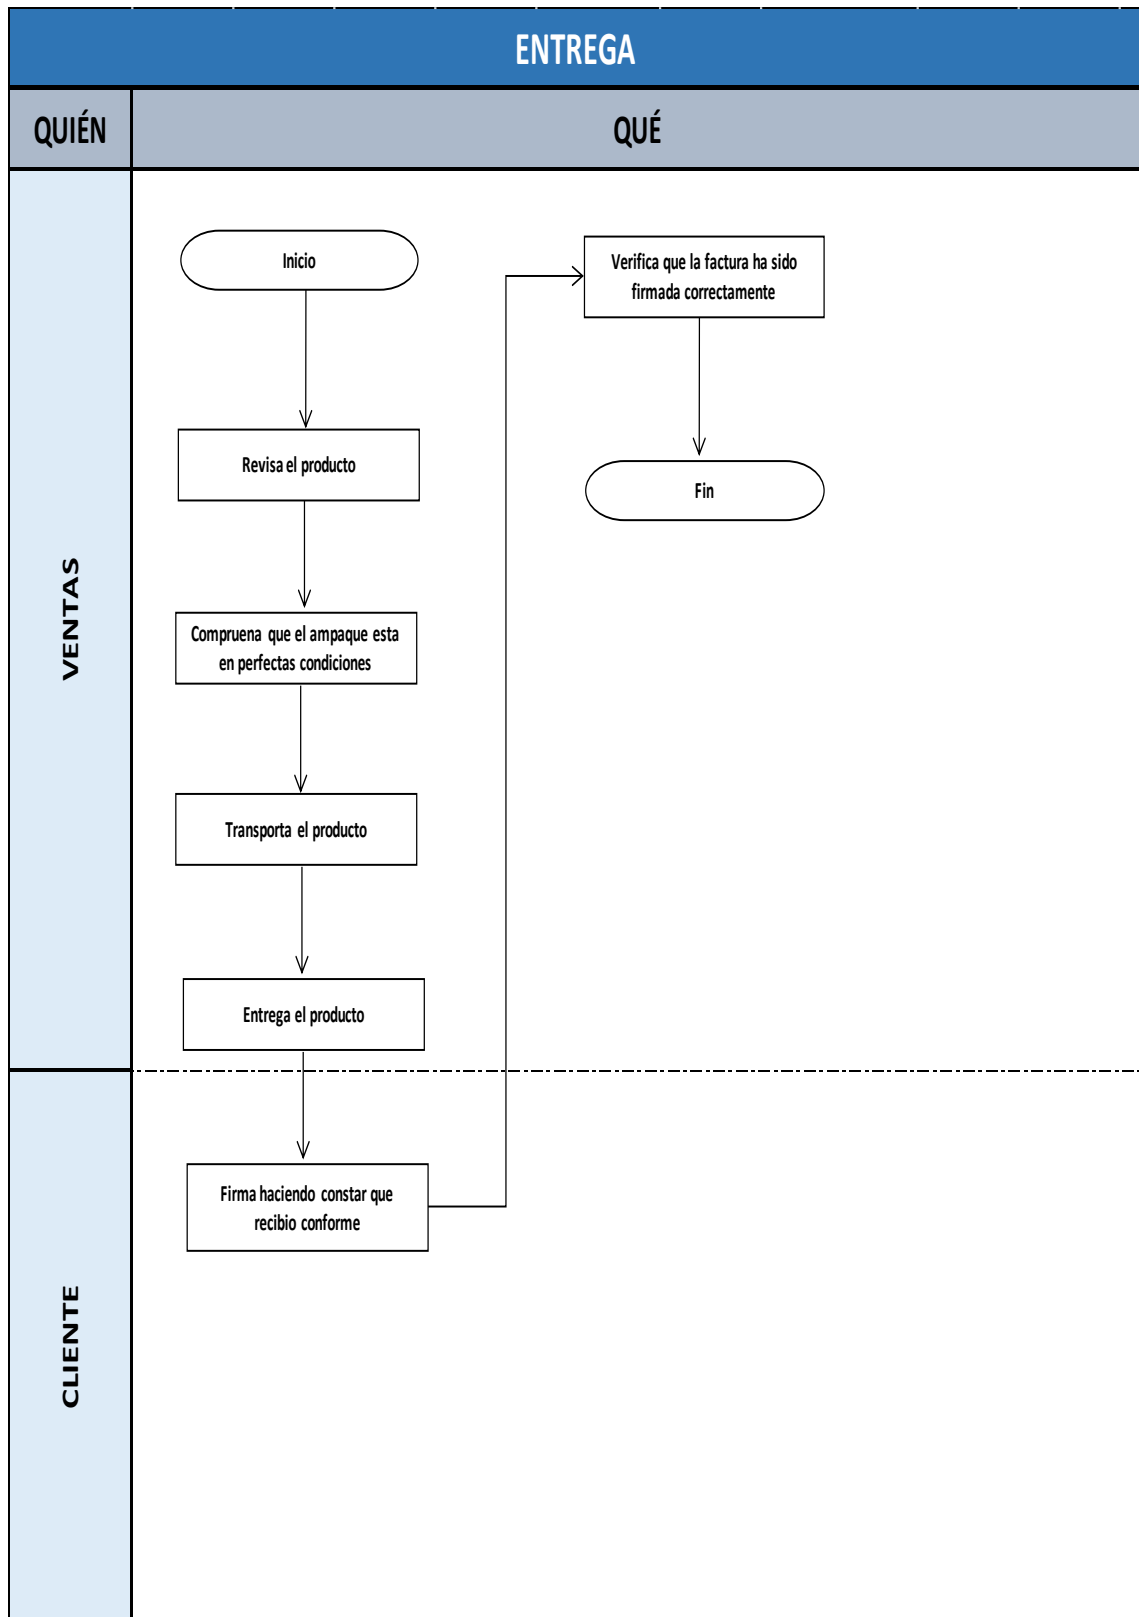 ENTREGA
QUIÉN
QUÉ
VENTAS
Inicio
Revisa el producto
Compruena que el ampaque esta
en perfectas condiciones
Transporta el producto
Entrega el producto
Verifica que la factura ha sido
firmada correctamente
Fin
CLIENTE
Firma haciendo constar que
recibio conforme